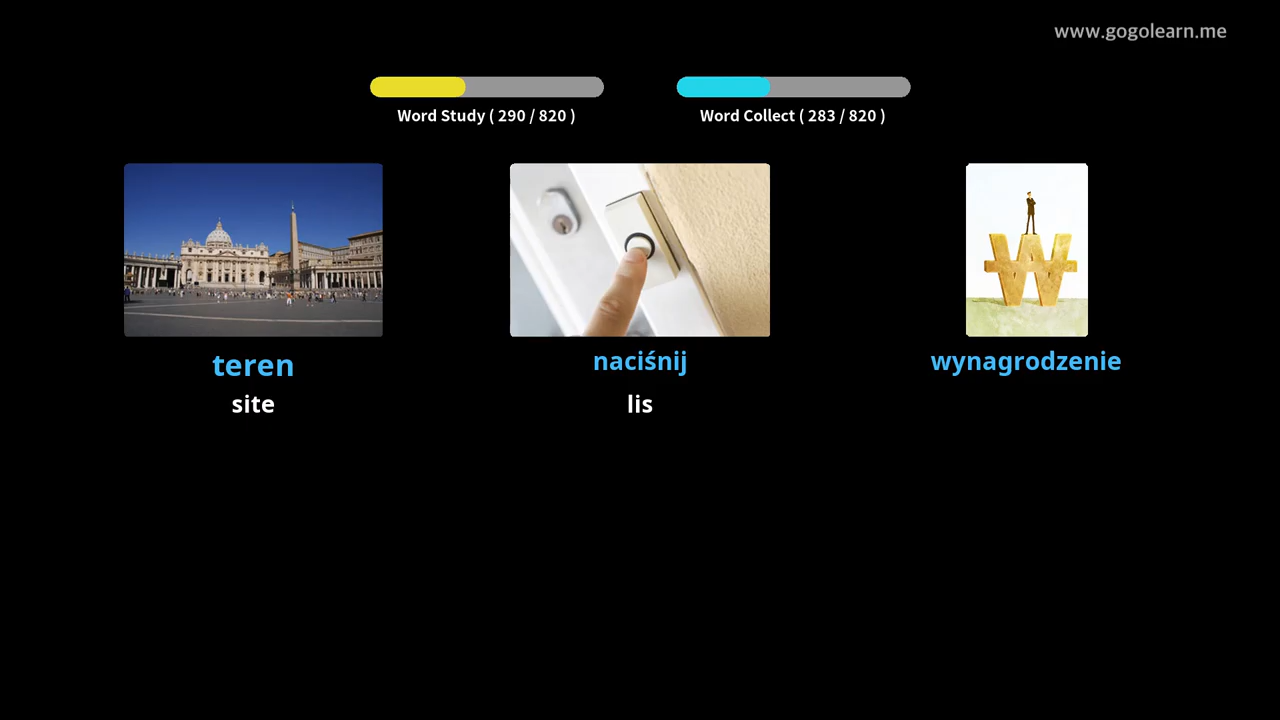 www.gogolearn.me
Word Study ( 290 / 820 )
Word Collect ( 283 / 820 )
teren
naciśnij
wynagrodzenie
site
lis